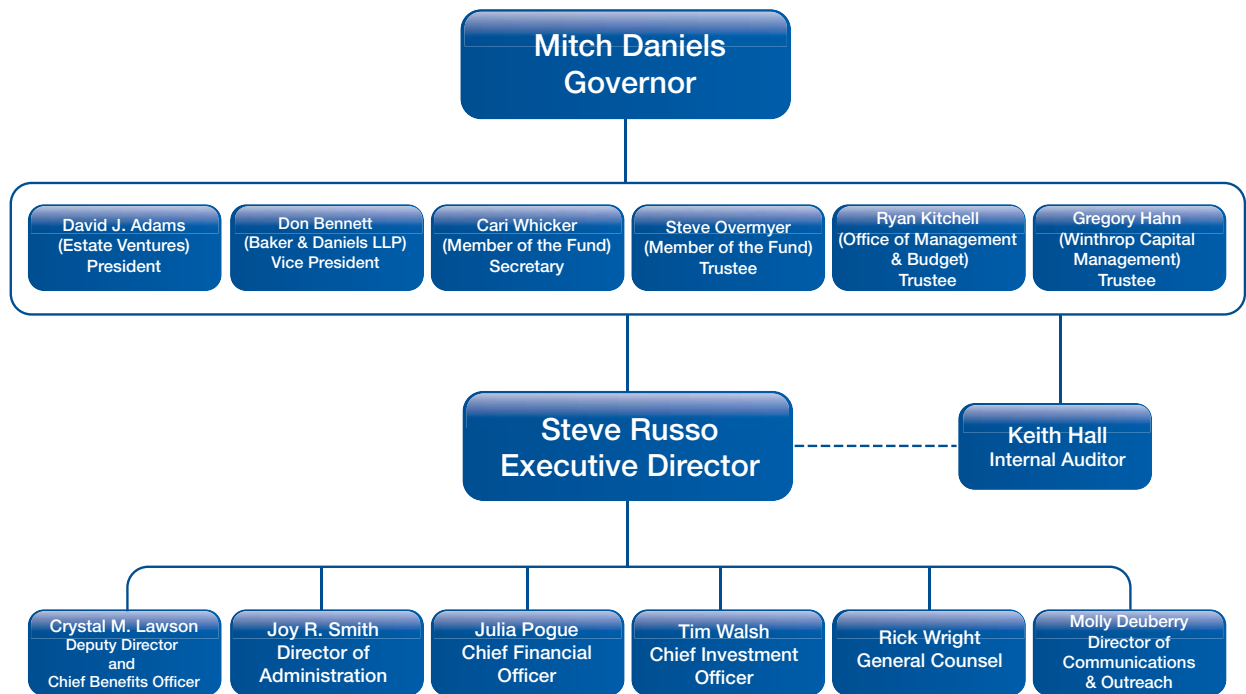 Mitch Daniels
Governor
David J. Adams
(Estate Ventures)
President
Don Bennett
(Baker & Daniels LLP)
Vice President
Cari Whicker
(Member of the Fund)
Secretary
Steve Overmyer
(Member of the Fund)
Trustee
Ryan Kitchell
(Office of Management
& Budget)
Trustee
Gregory Hahn
(Winthrop Capital
Management)
Trustee
Steve Russo
Executive Director
Keith Hall
Internal Auditor
Crystal M. Lawson
Deputy Director
and
Chief Benefits Officer
Joy R. Smith
Director of
Administration
Julia Pogue
Chief Financial
Officer
Tim Walsh
Chief Investment
Officer
Rick Wright
General Counsel
Molly Deuberry
Director of
Communications
& Outreach